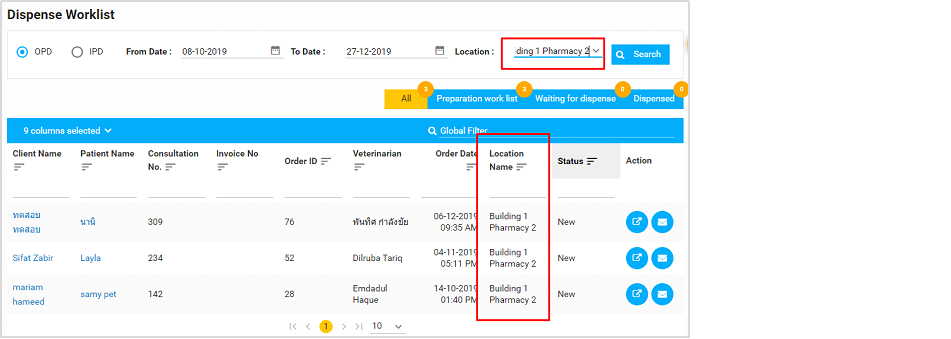 Dispense Worklist
OPD IPD From Date : 08-10-2019 To Date : 27-12-2019 Location : ding 1 Pharmacy 2 Search
All 3 Preparation work list 3 Waiting for dispense 0 Dispensed 0
9 columns selected Global Filter
Client Name Patient Name Consultation No. Invoice No Order ID Veterinarian Order Date Location Name Status Action
ทดสอบ ทดสอบ นานิ 309 76 ทันทิศ กำลังชัย 06-12-2019 09:35 AM Building 1 Pharmacy 2 New
Sifat Zabir Layla 234 52 Dilruba Tariq 04-11-2019 05:11 PM Building 1 Pharmacy 2 New
mariam hameed samy pet 142 28 Emdadul Haque 14-10-2019 01:40 PM Building 1 Pharmacy 2 New
1 10